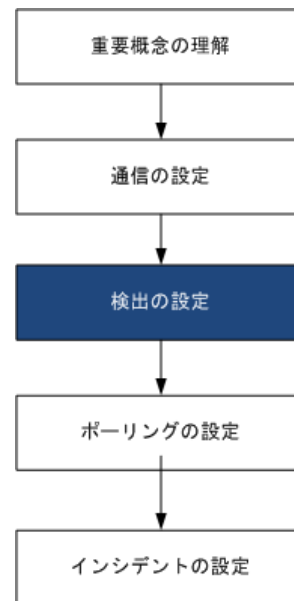 重要概念の理解
通信の設定
検出の設定
ポーリングの設定
インシデントの設定